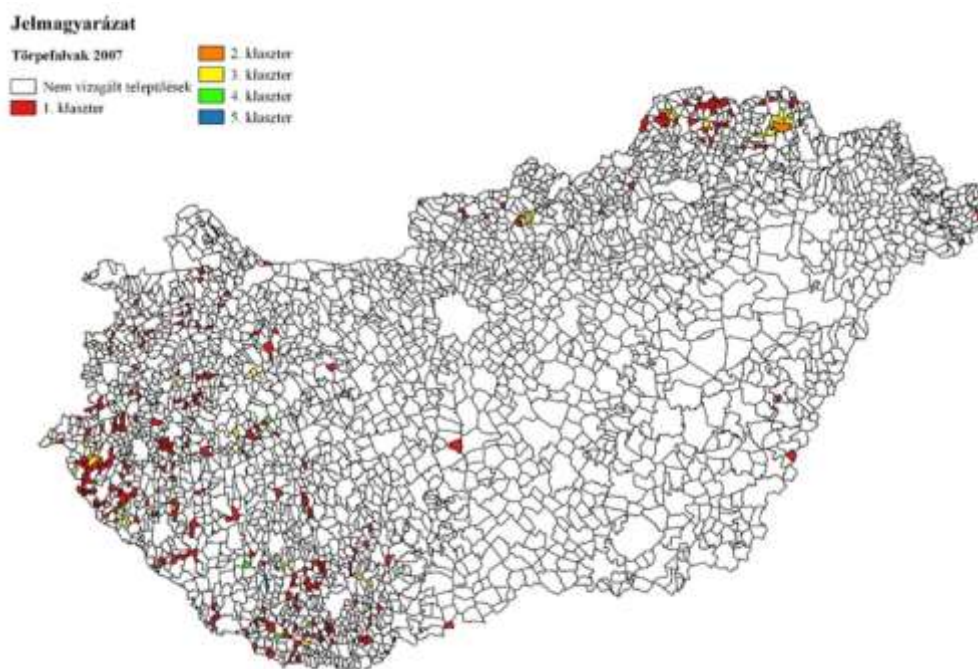 Jelmagyarázat
Törpefalvak 2007
Nem vizsgált települések
1. klaszter
2. klaszter
3. klaszter
4. klaszter
5. klaszter